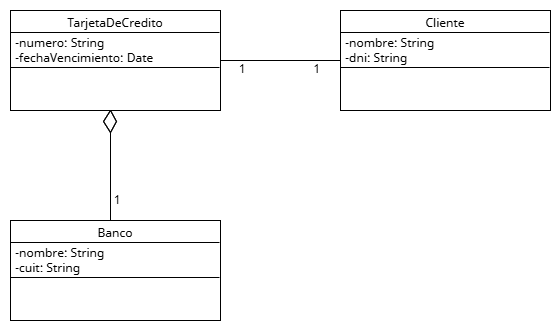 TarjetaDeCredito
-numero: String
-fechaVencimiento: Date
Cliente
-nombre: String
-dni: String
1
1
1
Banco
-nombre: String
-cuit: String